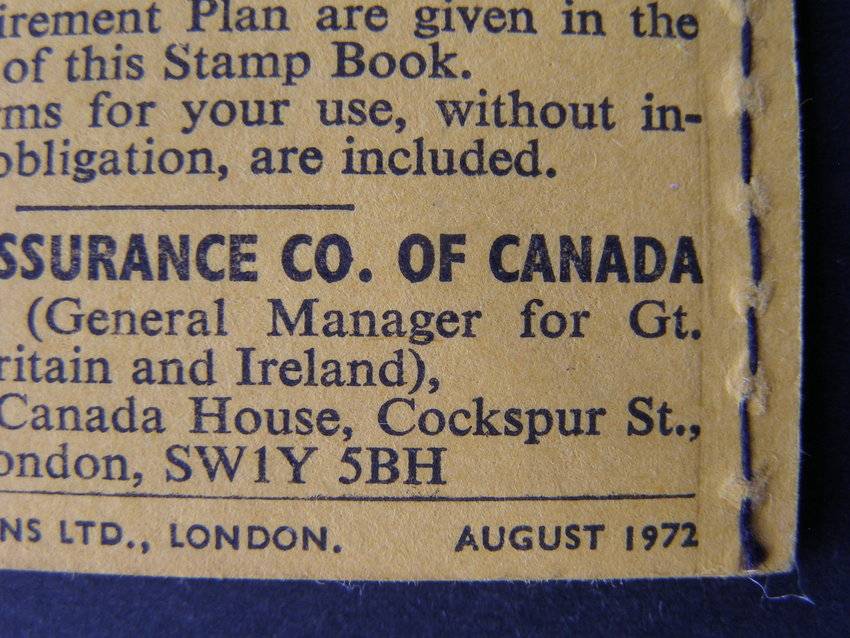 irement Plan are given in the
of this Stamp Book.
rms for your use, without in-
obligation, are included.
SSURANCE CO. OF CANADA
(General Manager for Gt.
ritain and Ireland),
Canada House, Cockspur St.,
ondon, SW1Y 5BH
NS LTD., LONDON. AUGUST 1972